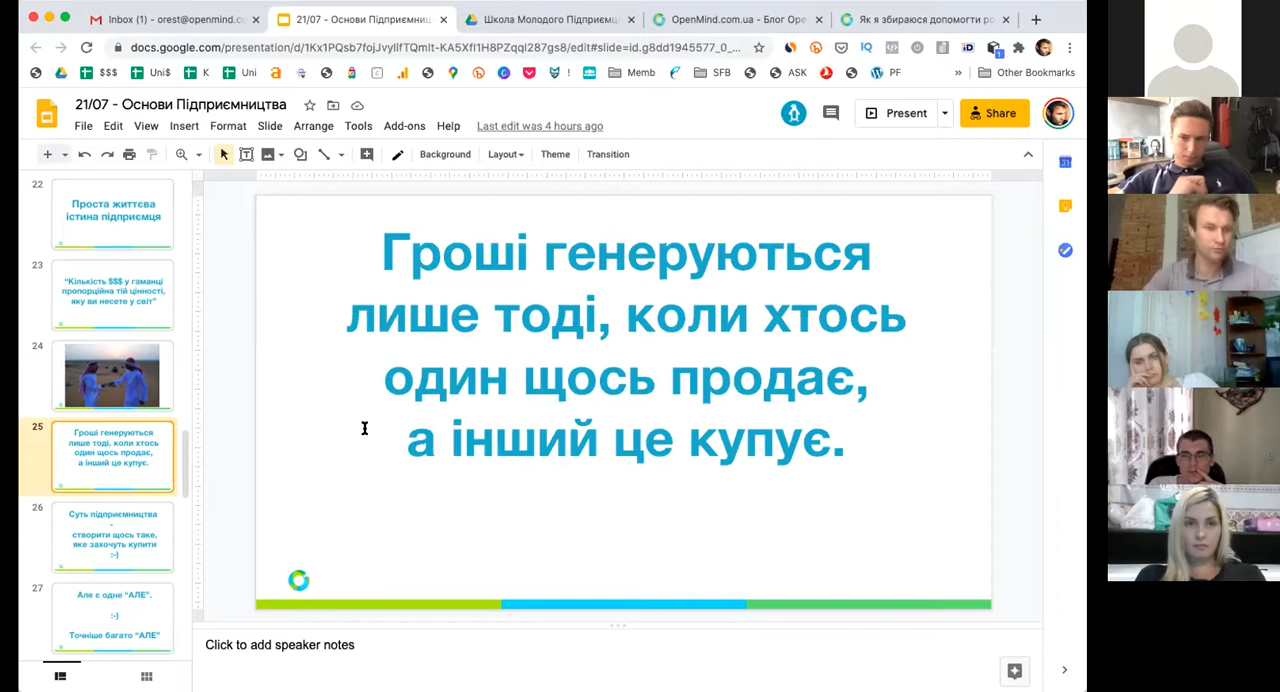 Inbox (1) - orest@openmind.co
21/07 - Основи Підприємниц
Школа Молодого Підприємц
OpenMind.com.ua - Блог Оре
Як я збираюся допомогти ро
docs.google.com/presentation/d/1Kx1PQsb7fojJvyIlfTQmIt-KA5XfI1H8PZqqI287gs8/edit#slide=id.g8dd1945577_0_...
$$$
Uni$
K
Uni
!
Memb
SFB
ASK
PF
»
Other Bookmarks
21/07 - Основи Підприємництва
File Edit View Insert Format Slide Arrange Tools Add-ons Help Last edit was 4 hours ago
Present
Share
Background Layout Theme Transition
22
Проста життєва
істина підприємця
23
“Кількість $$$ у гаманці
пропорційна тій цінності,
яку ви несете у світ”
24
25
Гроші генеруються
лише тоді, коли хтось
один щось продає,
а інший це купує.
26
Суть підприємництва
-
створити щось таке,
яке захочуть купити
:-)
27
Але є одне “АЛЕ”.
:-)
Точніше багато “АЛЕ”
Гроші генеруються
лише тоді, коли хтось
один щось продає,
а інший це купує.
Click to add speaker notes